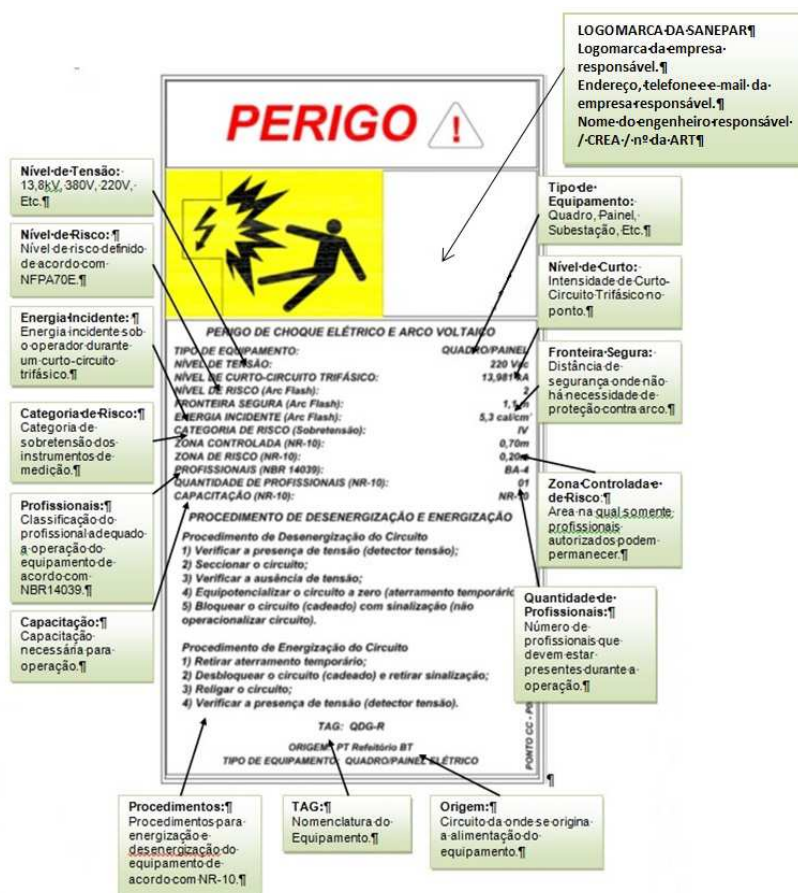 LOGOMARCA DA SANEPAR¶
Logomarca da empresa
responsável.¶
Endereço, telefone e e-mail da
empresa responsável.¶
Nome do engenheiro responsável
/ CREA / nº da ART¶
PERIGO
!
Nível de Tensão:
13,8kV, 380V, 220V,
Etc.¶
Nível de Risco: ¶
Nível de risco definido
de acordo com
NFPA70E.¶
Energia Incidente: ¶
Energia incidente sob
o operador durante
um curto-circuito
trifásico.¶
Categoria de Risco:¶
Categoria de
sobretensão dos
instrumentos de
medição.¶
Profissionais:¶
Classificação do
profissional adequado
a operação do
equipamento de
acordo com
NBR14039.¶
Capacitação:¶
Capacitação
necessária para
operação.¶
Tipo de
Equipamento:
Quadro, Painel,
Subestação, Etc.¶
Nível de Curto:
Intensidade de Curto-
Circuito Trifásico no
ponto.¶
Fronteira Segura:
Distância de
segurança onde não
há necessidade de
proteção contra arco.¶
Zona Controlada e
de Risco:¶
Area na qual somente
profissionais
autorizados podem
permanecer.¶
Quantidade de
Profissionais:¶
Número de
profissionais que
devem estar
presentes durante a
operação.¶
PERIGO DE CHOQUE ELÉTRICO E ARCO VOLTAICO
TIPO DE EQUIPAMENTO: QUADRO/PAINEL
NÍVEL DE TENSÃO: 220
NÍVEL DE CURTO-CIRCUITO TRIFÁSICO: 13,981 kA
NÍVEL DE RISCO (Arc Flash): 2
FRONTEIRA SEGURA (Arc Flash):
ENERGIA INCIDENTE (Arc Flash): 5,3 cal/cm²
CATEGORIA DE RISCO (Sobretensão): IV
ZONA CONTROLADA (NR-10): 0,70m
ZONA DE RISCO (NR-10): 0,20m
PROFISSIONAIS (NBR 14039): BA-4
QUANTIDADE DE PROFISSIONAIS (NR-10): 01
CAPACITAÇÃO (NR-10): NR-10
PROCEDIMENTO DE DESENERGIZAÇÃO E ENERGIZAÇÃO
Procedimento de Desenergização do Circuito
1) Verificar a presença de tensão (detector tensão);
2) Seccionar o circuito;
3) Verificar a ausência de tensão;
4) Equipotencializar o circuito a zero (aterramento temporário
5) Bloquear o circuito (cadeado) com sinalização (não
operacionalizar circuito).
Procedimento de Energização do Circuito
1) Retirar aterramento temporário;
2) Desbloquear o circuito (cadeado) e retirar sinalização;
3) Religar o circuito;
4) Verificar a presença de tensão (detector tensão).
TAG: QDG-R
ORIGEM: PT Refeitório BT
TIPO DE EQUIPAMENTO: QUADRO/PAINEL ELÉTRICO
PONTO CC -
¶
Procedimentos:¶
Procedimentos para
energização e
desenergização do
equipamento de
acordo com NR-10.¶
TAG:¶
Nomenclatura do
Equipamento.¶
Origem:¶
Circuito da onde se origina
a alimentação do
equipamento.¶